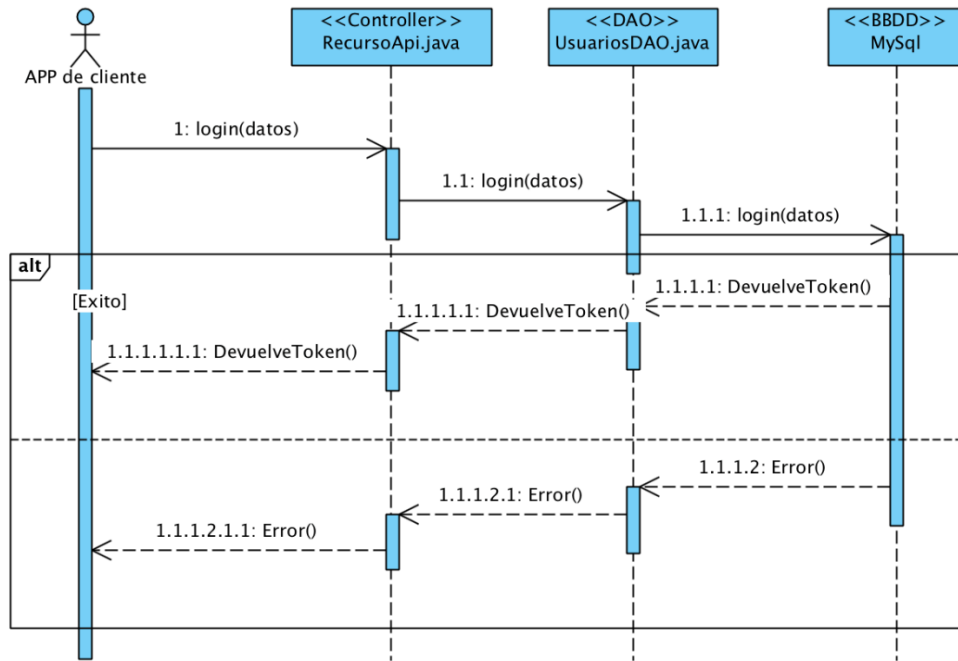 <<Controller>>
RecursoApi.java
<<DAO>>
UsuariosDAO.java
<<BBDD>>
MySql
APP de cliente
1: login(datos)
1.1: login(datos)
1.1.1: login(datos)
alt
[Exito]
1.1.1.1: DevuelveToken()
1.1.1.1.1: DevuelveToken()
1.1.1.1.1.1: DevuelveToken()
1.1.1.2: Error()
1.1.1.2.1: Error()
1.1.1.2.1.1: Error()